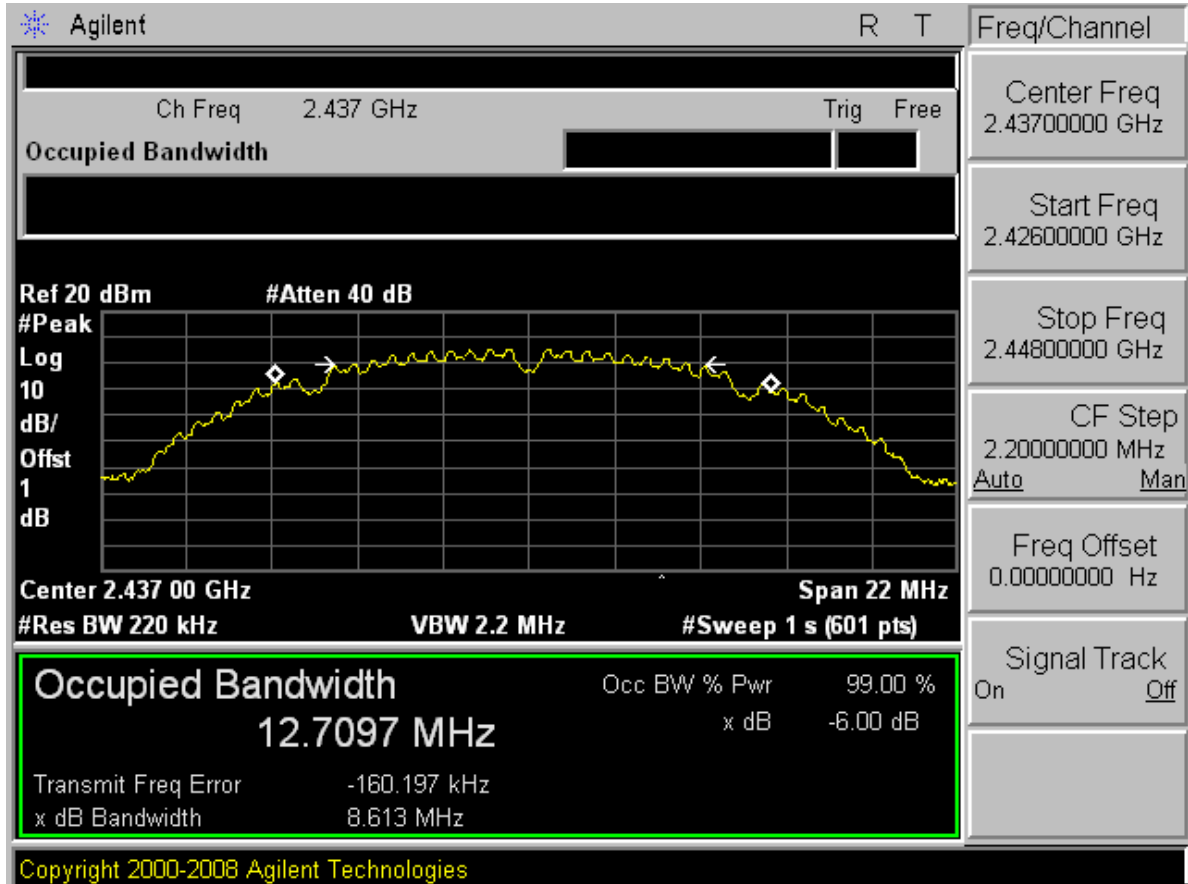 Agilent R T
Freq/Channel
Ch Freq 2.437 GHz Trig Free
Occupied Bandwidth
Center Freq
2.43700000 GHz
Start Freq
2.42600000 GHz
Stop Freq
2.44800000 GHz
CF Step
2.20000000 MHz
Auto Man
Freq Offset
0.00000000 Hz
Signal Track
On Off
Ref 20 dBm #Atten 40 dB
#Peak
Log
10
dB/
Offst
1
dB
Center 2.437 00 GHz Span 22 MHz
#Res BW 220 kHz VBW 2.2 MHz #Sweep 1 s (601 pts)
Occupied Bandwidth
12.7097 MHz
Occ BW % Pwr 99.00 %
x dB -6.00 dB
Transmit Freq Error -160.197 kHz
x dB Bandwidth 8.613 MHz
Copyright 2000-2008 Agilent Technologies